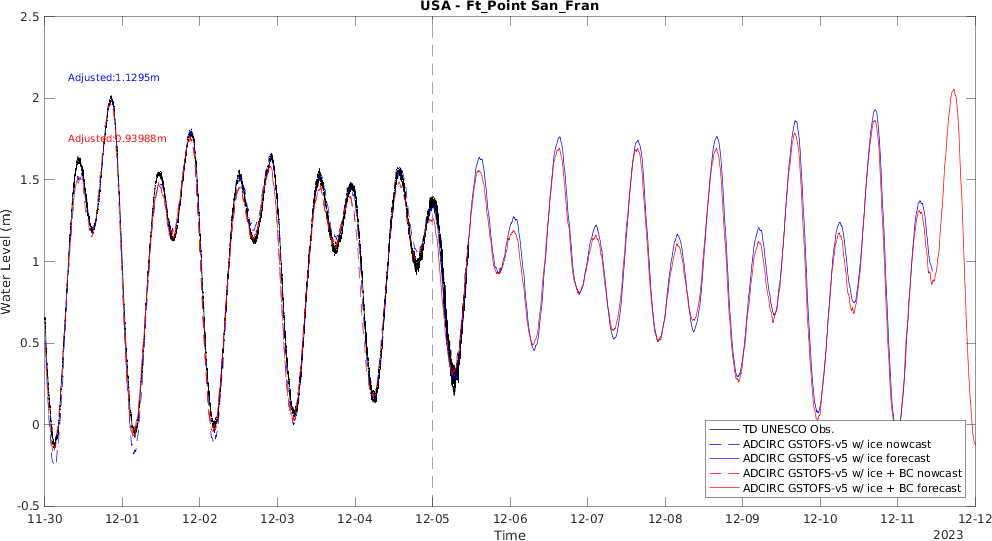 USA - Ft_Point San_Fran
2.5
2
1.5
1
0.5
0
-0.5
Water Level (m)
Adjusted:1.1295m
Adjusted:0.93988m
TD UNESCO Obs.
ADCIRC GSTOFS-v5 w/ ice nowcast
ADCIRC GSTOFS-v5 w/ ice forecast
ADCIRC GSTOFS-v5 w/ ice + BC nowcast
ADCIRC GSTOFS-v5 w/ ice + BC forecast
11-30 12-01 12-02 12-03 12-04 12-05 12-06 12-07 12-08 12-09 12-10 12-11 12-12
Time
2023